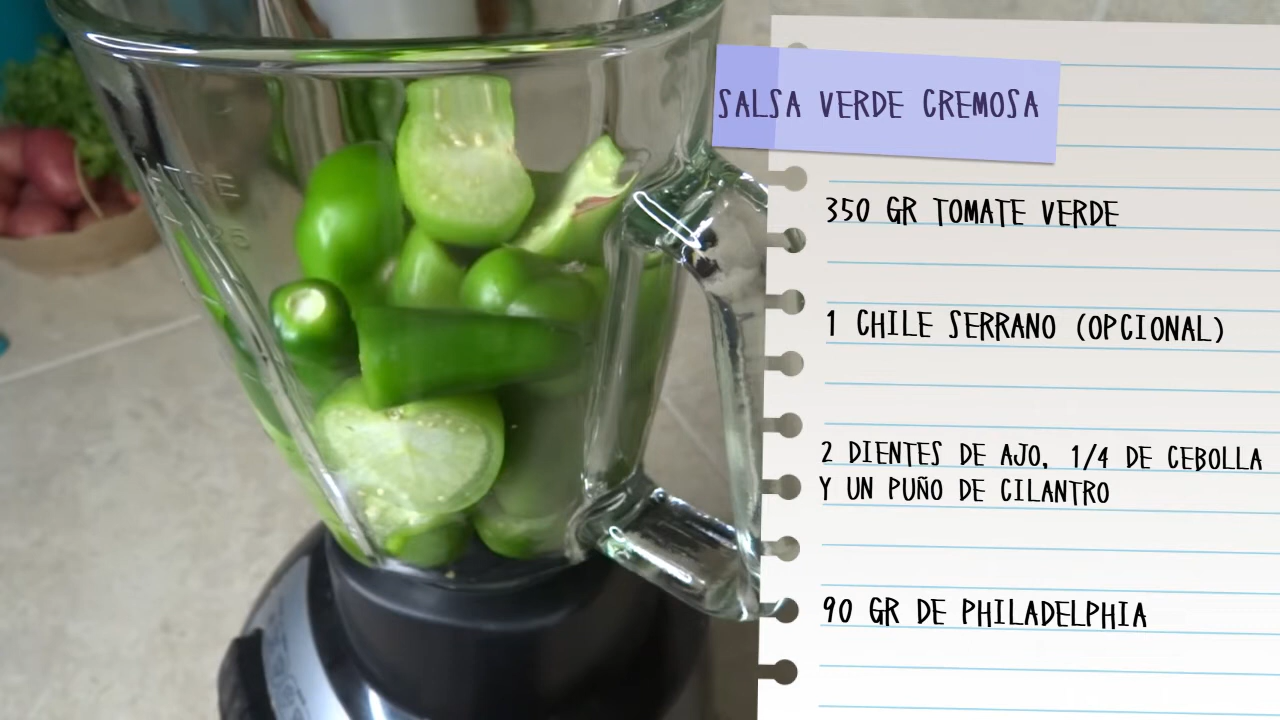 SALSA VERDE CREMOSA
350 GR TOMATE VERDE
1 CHILE SERRANO (OPCIONAL)
2 DIENTES DE AJO, 1/4 DE CEBOLLA
Y UN PUÑO DE CILANTRO
90 GR DE PHILADELPHIA